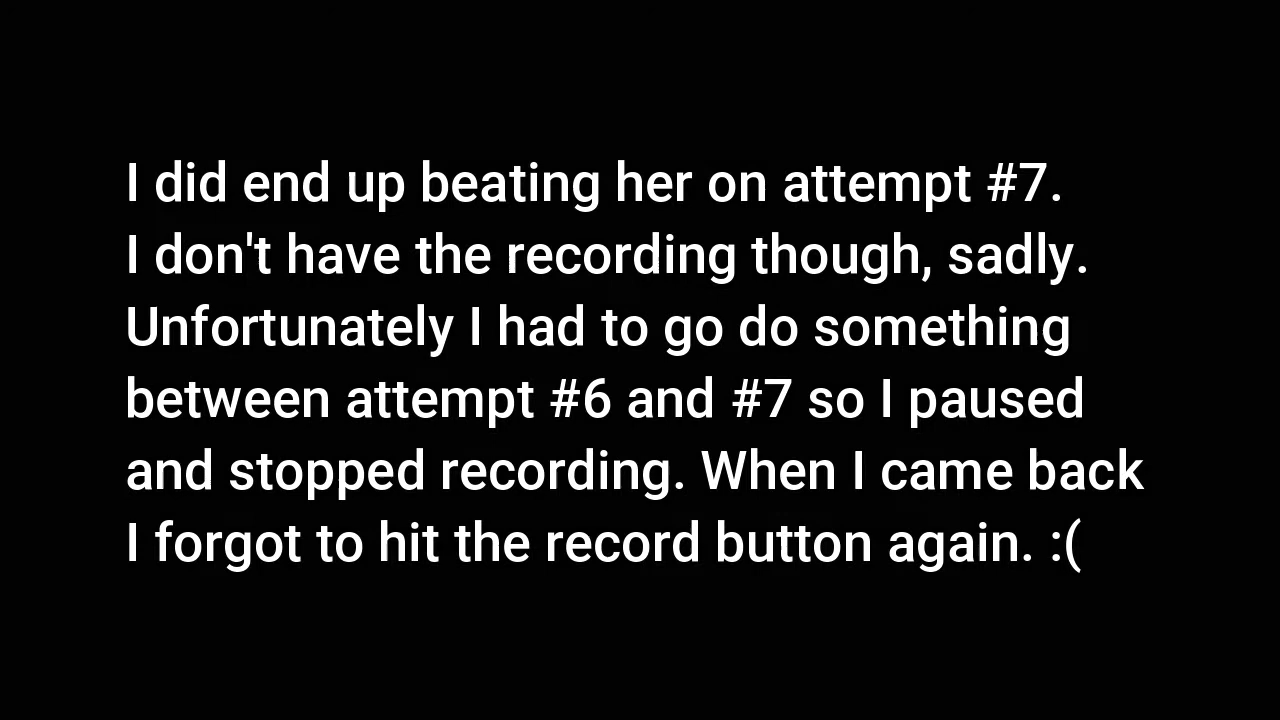 I did end up beating her on attempt #7.
I don't have the recording though, sadly.
Unfortunately I had to go do something
between attempt #6 and #7 so I paused
and stopped recording. When I came back
I forgot to hit the record button again. :(